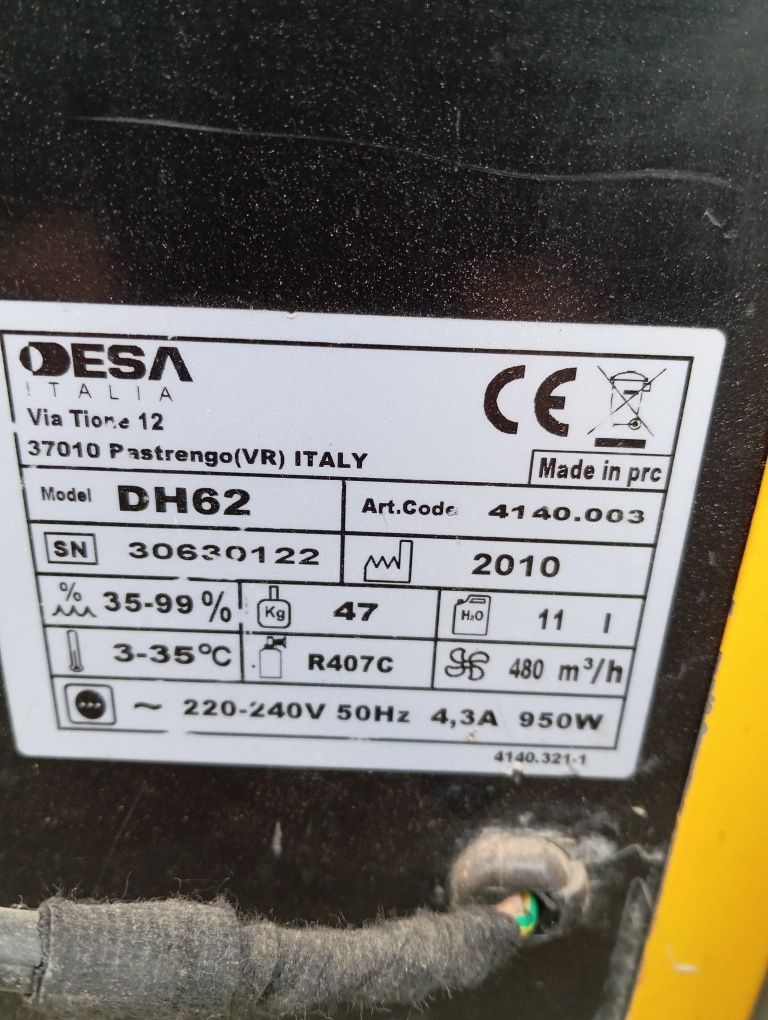 DESA
ITALIA
Via Tione 12
37010 Pastrengo(VR) ITALY
CE
Made in prc
Model DH62
Art.Code 4140.003
SN 30630122
2010
% 35-99 %
Kg 47
H₂O 11 l
3-35°C
R407C
480 m³/h
~ 220-240V 50Hz 4,3A 950W
4140.321-1